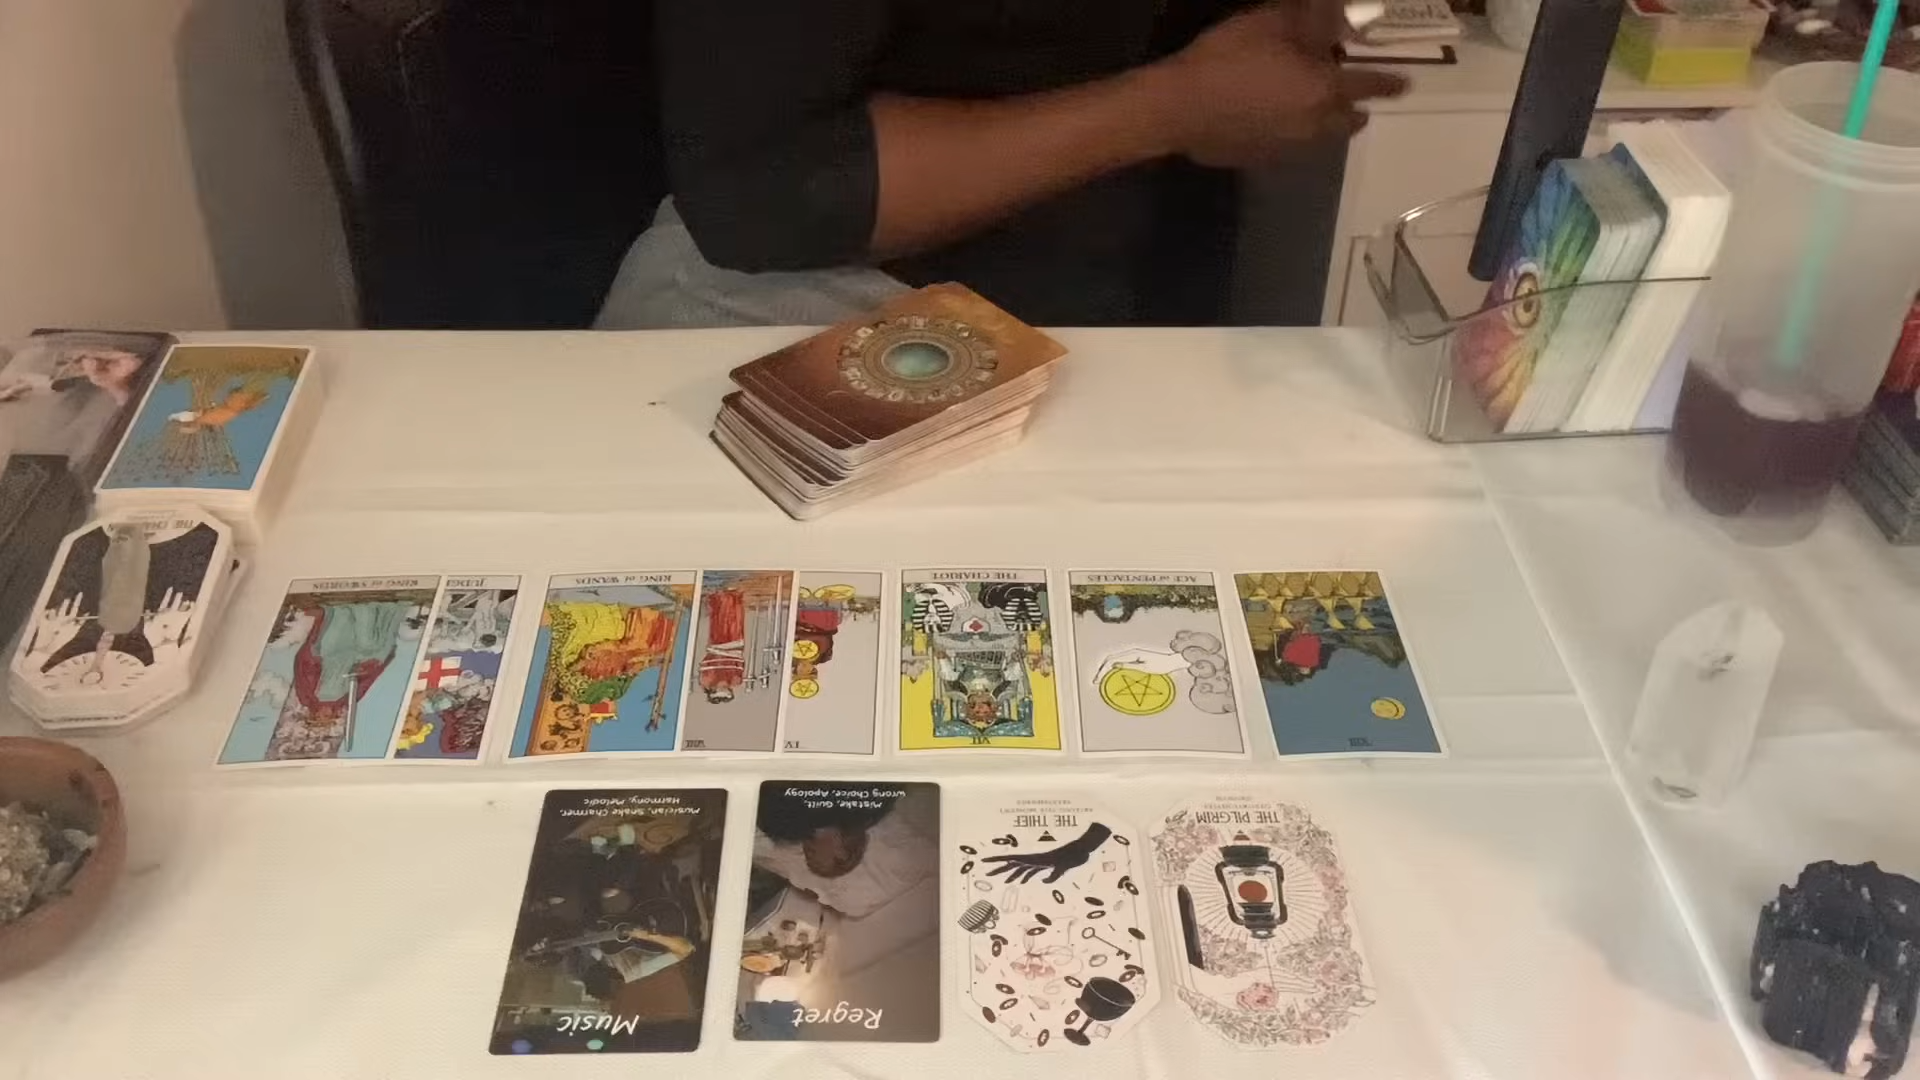 KING of SWORDS
JUDGE
KING of WANDS
VIII
IV
THE CHARIOT
VII
ACE of PENTACLES
VIII
Musician, Snake Charmer,
Harmony, Melodic
Music
Mistake, Guilt,
Wrong Choice, Apology
Regret
THE THIEF
THE PILGRIM